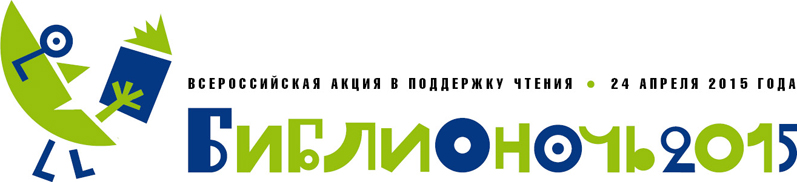 ВСЕРОССИЙСКАЯ АКЦИЯ В ПОДДЕРЖКУ ЧТЕНИЯ • 24 АПРЕЛЯ 2015 ГОДА
БИБЛИОНОЧЬ2015